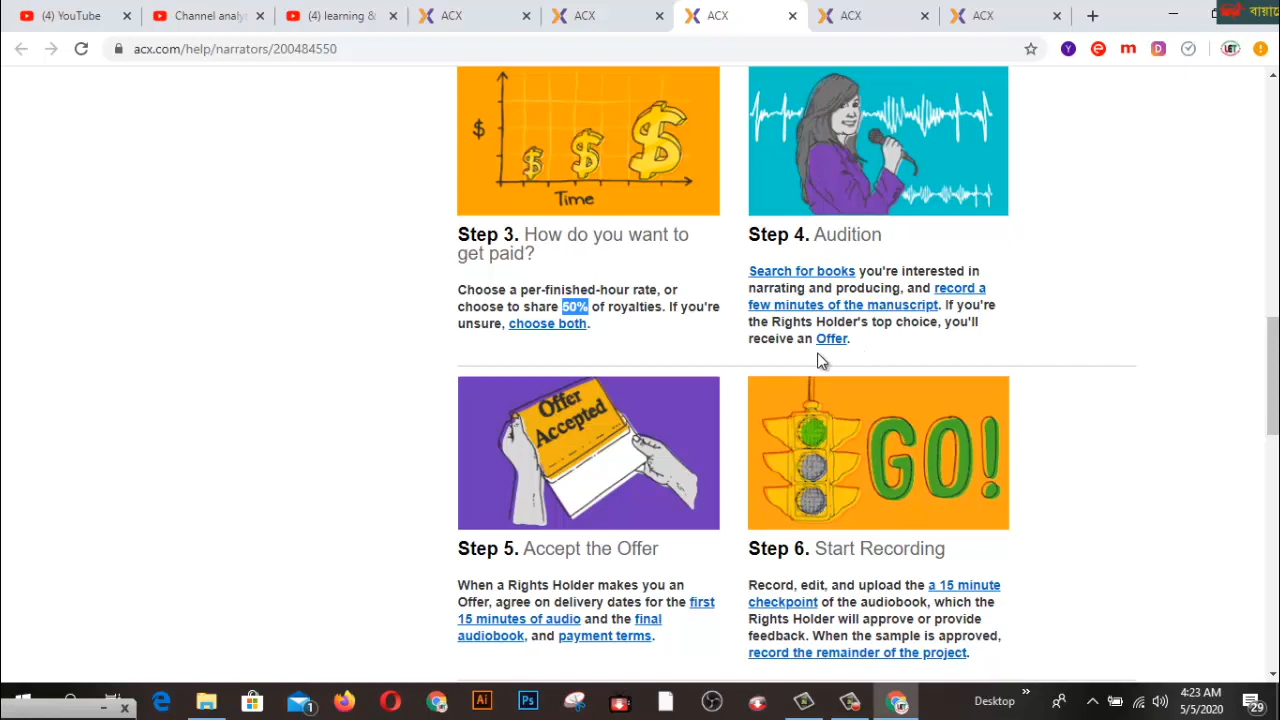 (4) YouTube
Channel analy
(4) learning &
ACX
ACX
ACX
ACX
ACX
acx.com/help/narrators/200484550
LET
$
$
$
$
Time
Step 3. How do you want to
get paid?
Choose a per-finished-hour rate, or
choose to share 50% of royalties. If you're
unsure, choose both.
Step 4. Audition
Search for books you're interested in
narrating and producing, and record a
few minutes of the manuscript. If you're
the Rights Holder's top choice, you'll
receive an Offer.
Offer
Accepted
Step 5. Accept the Offer
When a Rights Holder makes you an
Offer, agree on delivery dates for the first
15 minutes of audio and the final
audiobook, and payment terms.
GO!
Step 6. Start Recording
Record, edit, and upload the a 15 minute
checkpoint of the audiobook, which the
Rights Holder will approve or provide
feedback. When the sample is approved,
record the remainder of the project.
Desktop
4:23 AM
5/5/2020
29